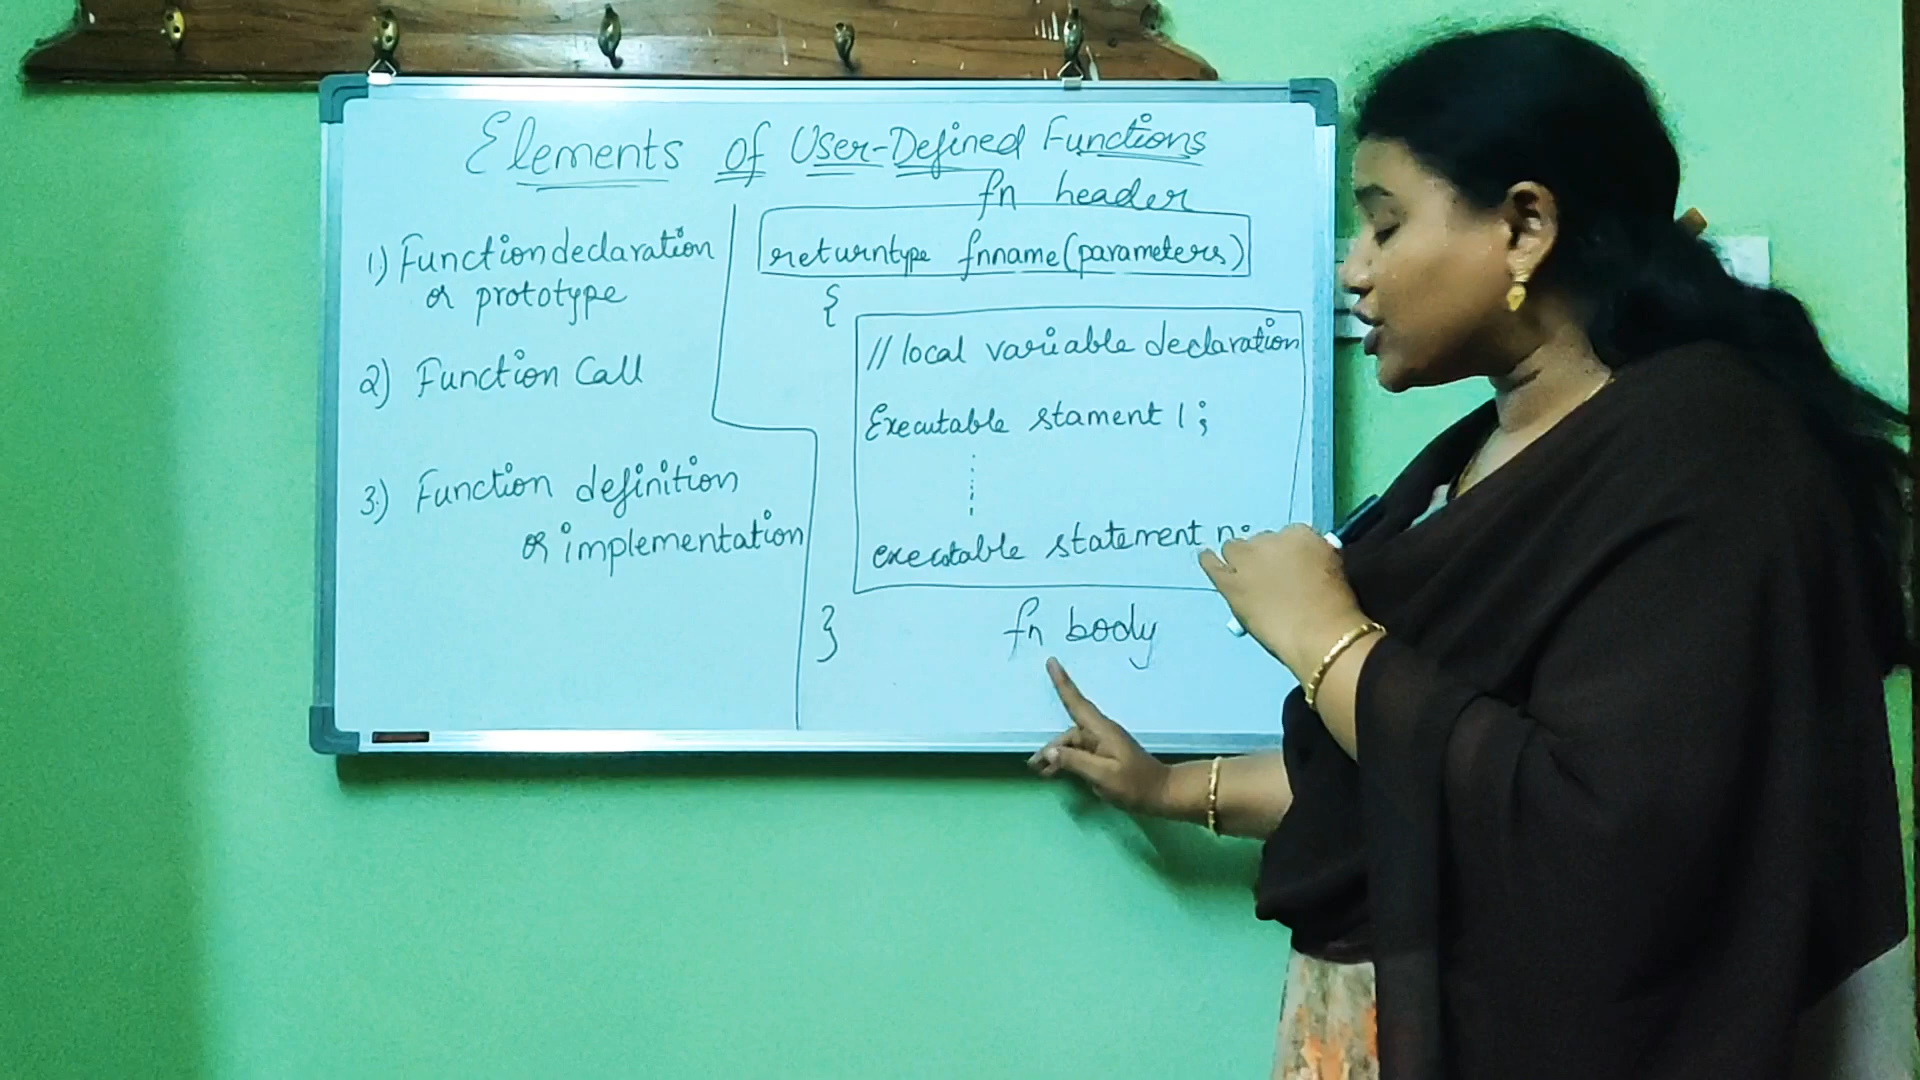 Elements of User-Defined Functions
1) Function declaration
or prototype
2) Function Call
3) Function definition
or implementation
fn header
returntype fnname(parameters)
{
// local variable declaration
Executable stament 1;
executable statement n;
}
fn body